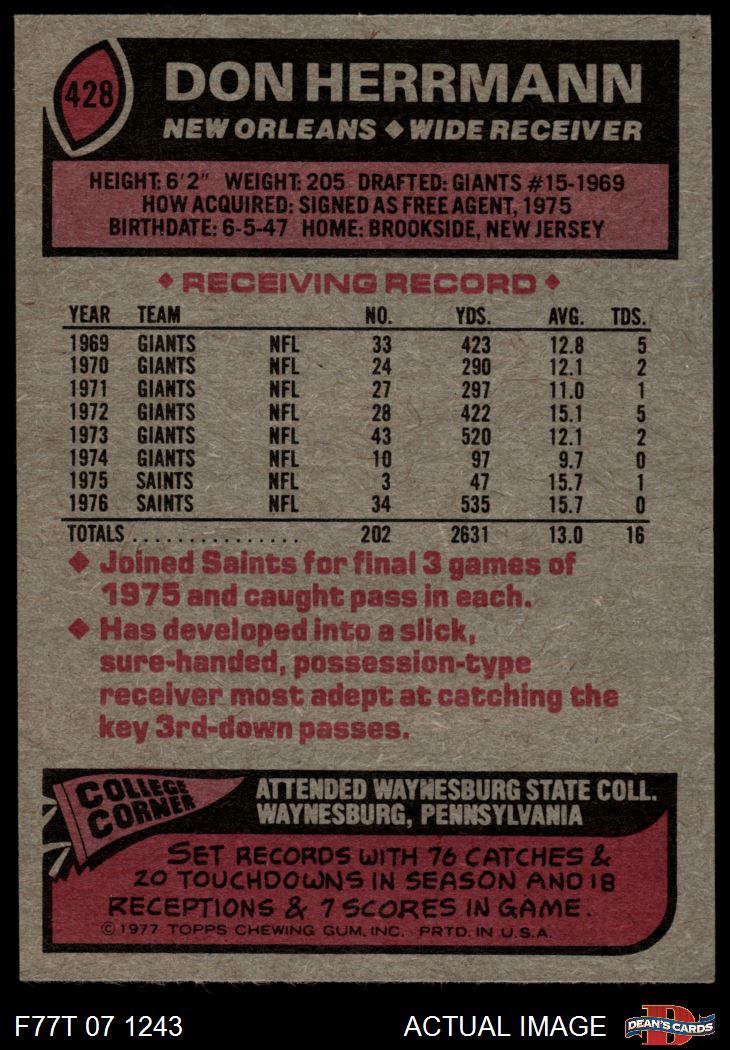 428
DON HERRMANN
NEW ORLEANS ◆ WIDE RECEIVER
HEIGHT: 6'2" WEIGHT: 205 DRAFTED: GIANTS #15-1969
HOW ACQUIRED: SIGNED AS FREE AGENT, 1975
BIRTHDATE: 6-5-47 HOME: BROOKSIDE, NEW JERSEY
◆ RECEIVING RECORD ◆
YEAR TEAM NO. YDS. AVG. TDS.
1969 GIANTS NFL 33 423 12.8 5
1970 GIANTS NFL 24 290 12.1 2
1971 GIANTS NFL 27 297 11.0 1
1972 GIANTS NFL 28 422 15.1 5
1973 GIANTS NFL 43 520 12.1 2
1974 GIANTS NFL 10 97 9.7 0
1975 SAINTS NFL 3 47 15.7 1
1976 SAINTS NFL 34 535 15.7 0
TOTALS . . . . . . . . . . . . . . . 202 2631 13.0 16
◆ Joined Saints for final 3 games of
1975 and caught pass in each.
◆ Has developed into a slick,
sure-handed, possession-type
receiver most adept at catching the
key 3rd-down passes.
COLLEGE
CORNER
ATTENDED WAYNESBURG STATE COLL.
WAYNESBURG, PENNSYLVANIA
SET RECORDS WITH 76 CATCHES &
20 TOUCHDOWNS IN SEASON AND 18
RECEPTIONS & 7 SCORES IN GAME.
©1977 TOPPS CHEWING GUM, INC. PRTD. IN U.S.A.
F77T 07 1243
ACTUAL IMAGE
D
DEAN'S CARDS